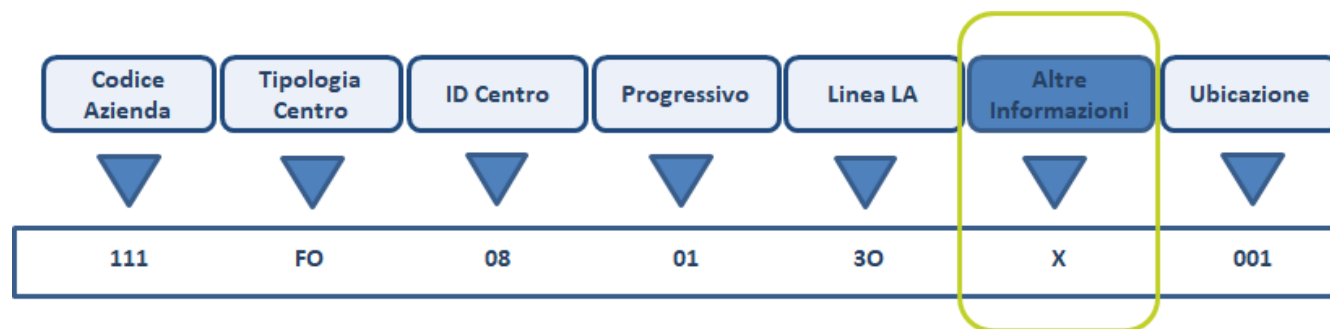 Codice Azienda
Tipologia Centro
ID Centro
Progressivo
Linea LA
Altre Informazioni
Ubicazione
111 FO 08 01 3O X 001